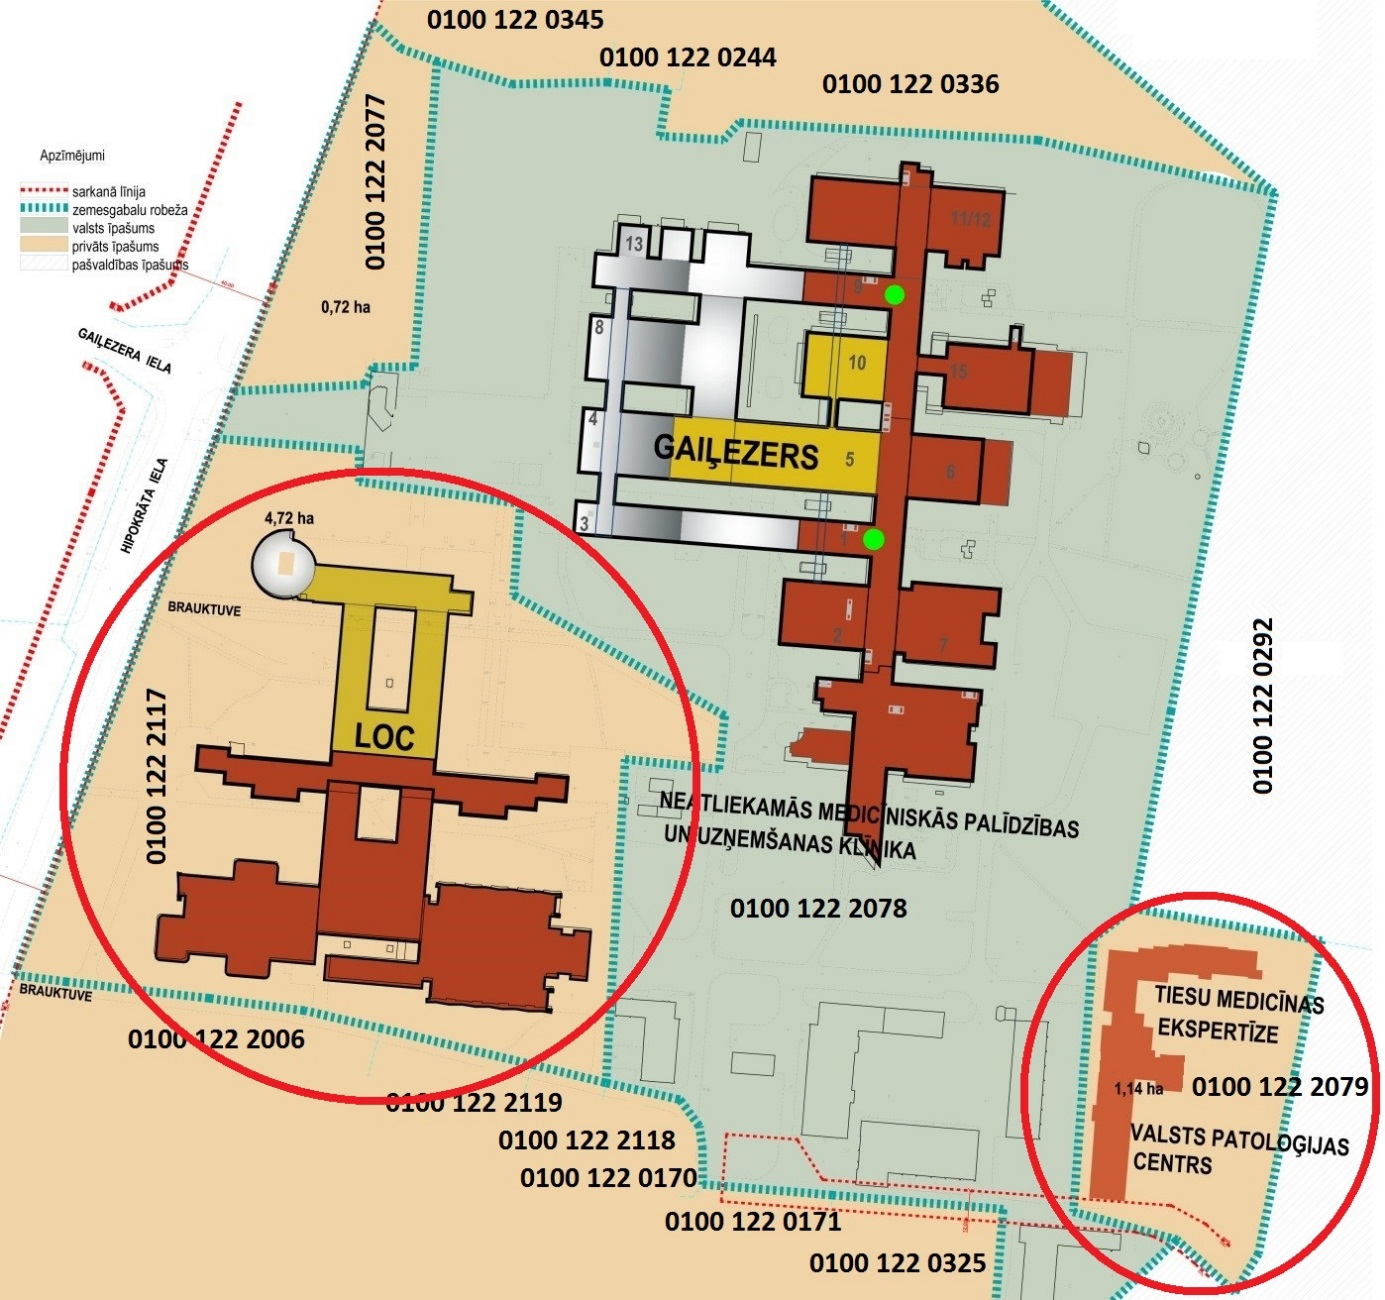 0100 122 0345
0100 122 0244
0100 122 0336
0100 122 2077
Apzīmējumi
sarkanā līnija
zemesgabalu robeža
valsts īpašums
privāts īpašums
pašvaldības īpašums
0,72 ha
GAIĻEZERA IELA
HIPOKRĀTA IELA
13
11/12
9
8
10
15
4
GAIĻEZERS
5
6
3
1
2
7
4,72 ha
BRAUKTUVE
LOC
0100 122 2117
0100 122 0292
NEATLIEKAMĀS MEDICĪNISKĀS PALĪDZĪBAS
UN UZŅEMŠANAS KLĪNIKA
0100 122 2078
BRAUKTUVE
0100 122 2006
TIESU MEDICĪNAS
EKSPERTĪZE
1,14 ha
0100 122 2079
VALSTS PATOLOĢIJAS
CENTRS
0100 122 2119
0100 122 2118
0100 122 0170
0100 122 0171
0100 122 0325